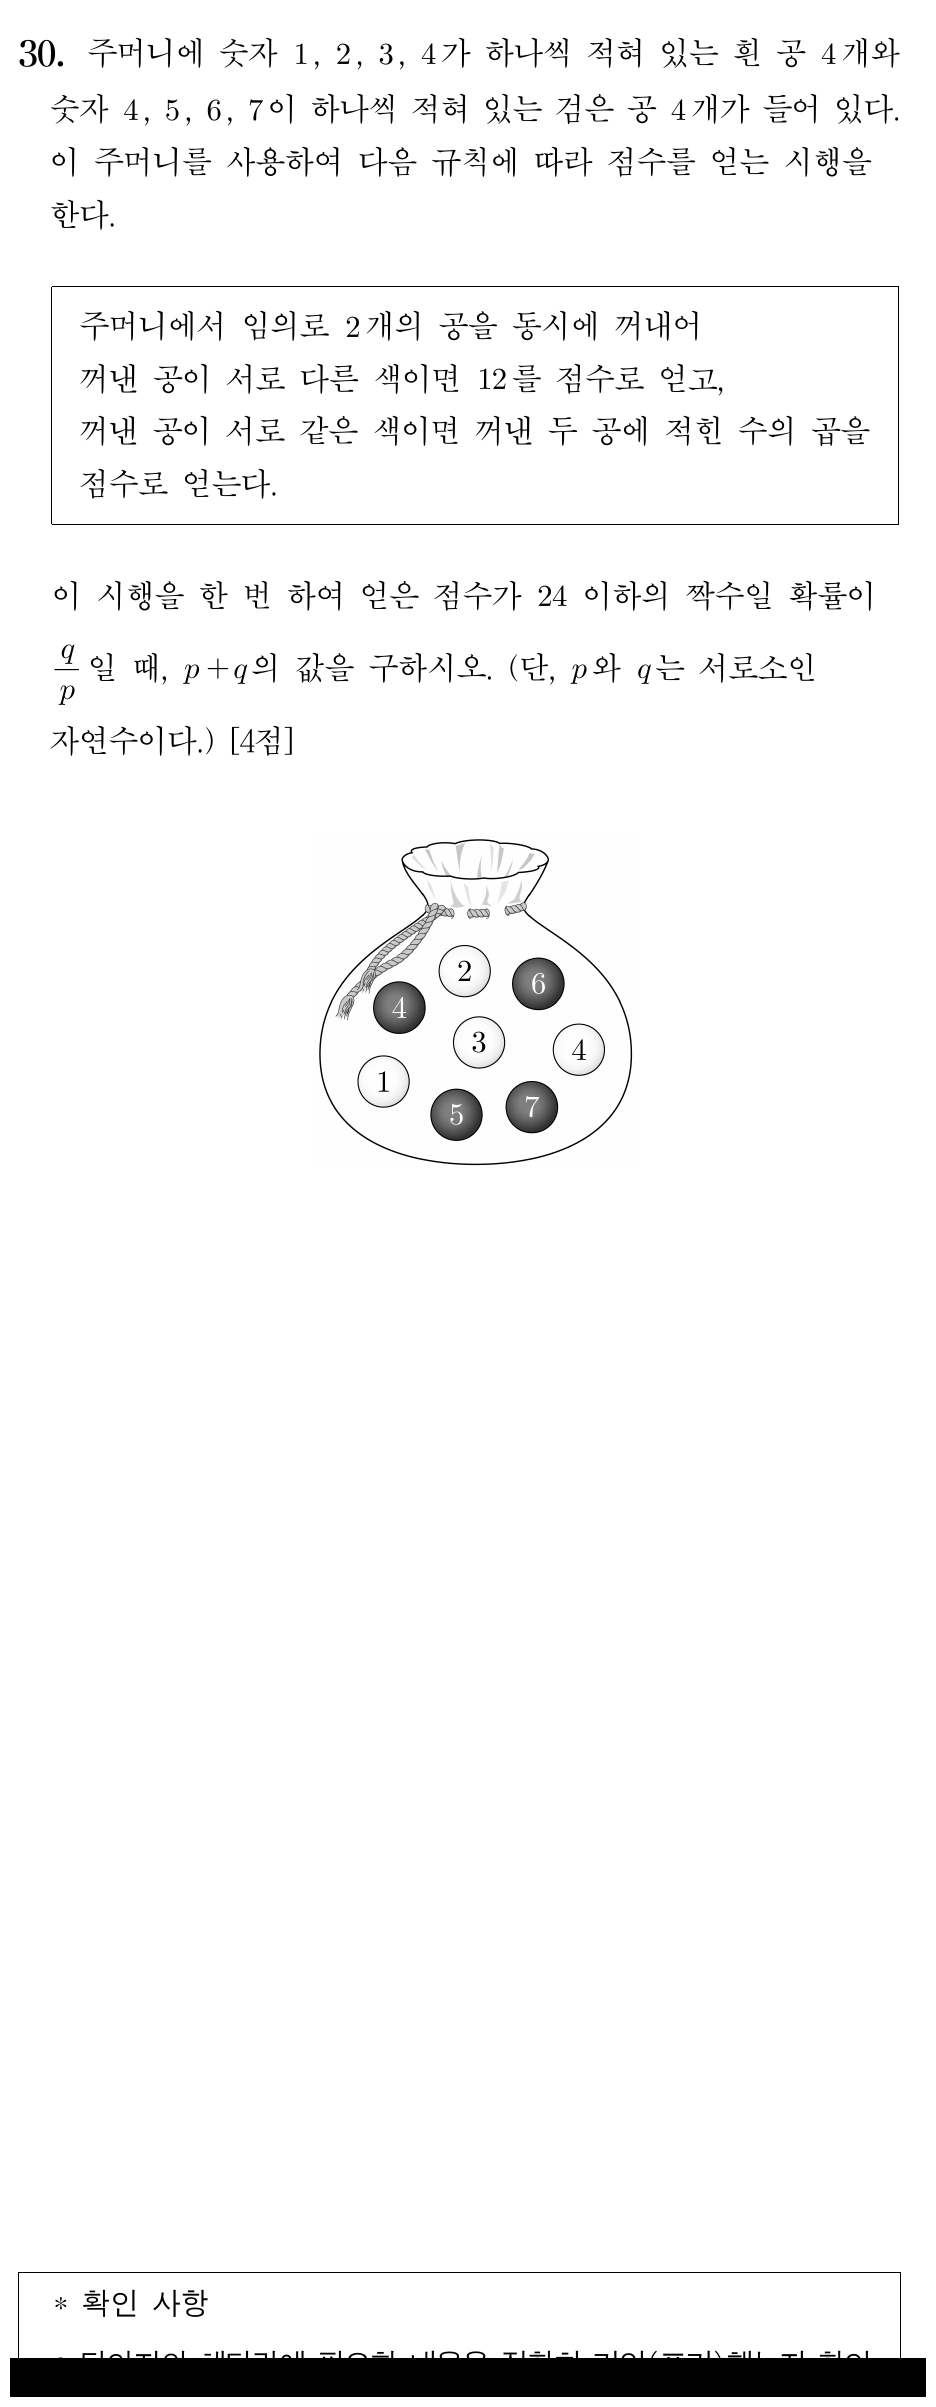 30. 주머니에 숫자 1, 2, 3, 4가 하나씩 적혀 있는 흰 공 4개와
숫자 4, 5, 6, 7이 하나씩 적혀 있는 검은 공 4개가 들어 있다.
이 주머니를 사용하여 다음 규칙에 따라 점수를 얻는 시행을
한다.
주머니에서 임의로 2개의 공을 동시에 꺼내어
꺼낸 공이 서로 다른 색이면 12를 점수로 얻고,
꺼낸 공이 서로 같은 색이면 꺼낸 두 공에 적힌 수의 곱을
점수로 얻는다.
이 시행을 한 번 하여 얻은 점수가 24 이하의 짝수일 확률이
q/p일 때, p+q의 값을 구하시오. (단, p와 q는 서로소인
자연수이다.) [4점]
2
6
4
3
4
1
5
7
* 확인 사항